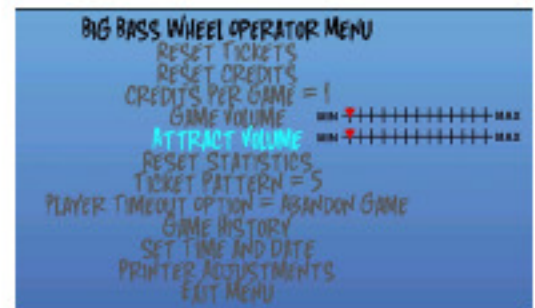 BIG BASS WHEEL OPERATOR MENU
RESET TICKETS
RESET CREDITS
CREDITS PER GAME = 1
GAME VOLUME MIN MAX
ATTRACT VOLUME MIN MAX
RESET STATISTICS
TICKET PATTERN = 5
PLAYER TIMEOUT OPTION = ABANDON GAME
GAME HISTORY
SET TIME AND DATE
PRINTER ADJUSTMENTS
EXIT MENU